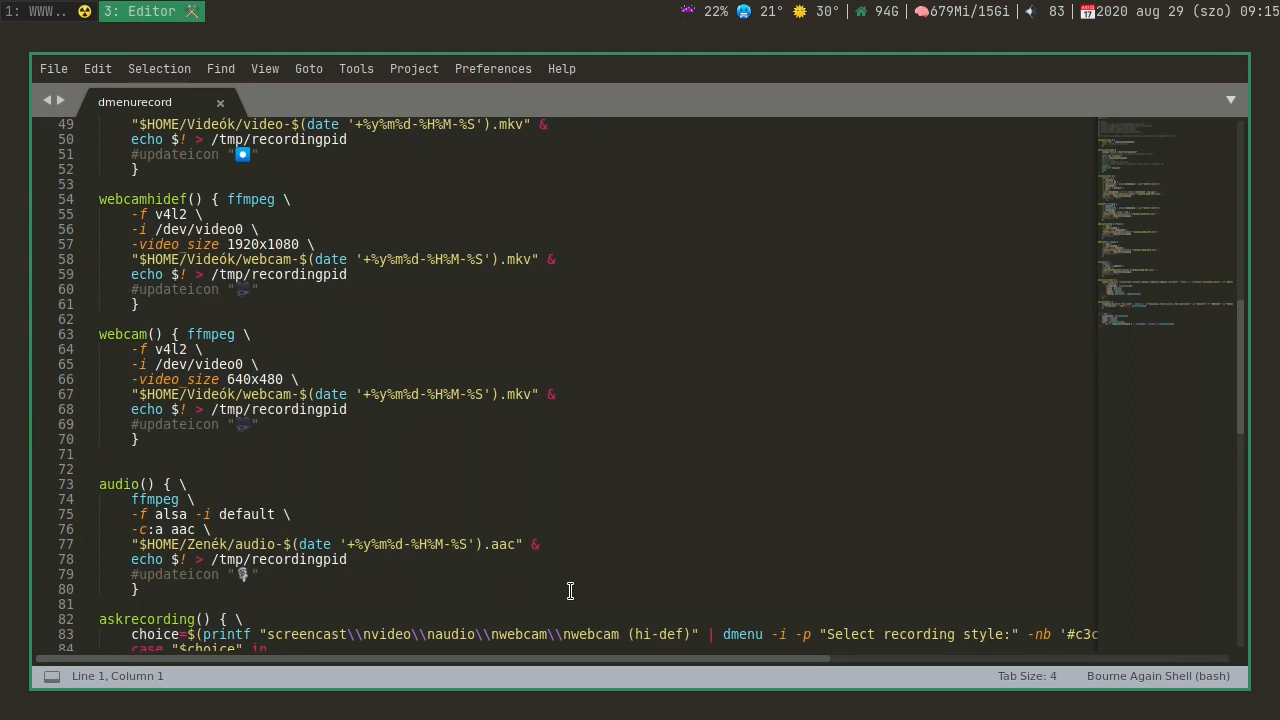 1: WWW.. ☢ 3: Editor ⚒ 22% 21° 30° 94G 679Mi/15Gi 83 2020 aug 29 (szo) 09:15
File Edit Selection Find View Goto Tools Project Preferences Help
dmenurecord ×
49 "$HOME/Videók/video-$(date '+%y%m%d-%H%M-%S').mkv" &
50 echo $! > /tmp/recordingpid
51 #updateicon "⏺"
52 }
53
54 webcamhidef() { ffmpeg \
55 -f v4l2 \
56 -i /dev/video0 \
57 -video_size 1920x1080 \
58 "$HOME/Videók/webcam-$(date '+%y%m%d-%H%M-%S').mkv" &
59 echo $! > /tmp/recordingpid
60 #updateicon "🎥"
61 }
62
63 webcam() { ffmpeg \
64 -f v4l2 \
65 -i /dev/video0 \
66 -video_size 640x480 \
67 "$HOME/Videók/webcam-$(date '+%y%m%d-%H%M-%S').mkv" &
68 echo $! > /tmp/recordingpid
69 #updateicon "🎥"
70 }
71
72
73 audio() { \
74 ffmpeg \
75 -f alsa -i default \
76 -c:a aac \
77 "$HOME/Zenék/audio-$(date '+%y%m%d-%H%M-%S').aac" &
78 echo $! > /tmp/recordingpid
79 #updateicon "🎙"
80 }
81
82 askrecording() { \
83 choice=$(printf "screencast\\nvideo\\naudio\\nwebcam\\nwebcam (hi-def)" | dmenu -i -p "Select recording style:" -nb '#c3c
84 case "$choice" in
Line 1, Column 1 Tab Size: 4 Bourne Again Shell (bash)